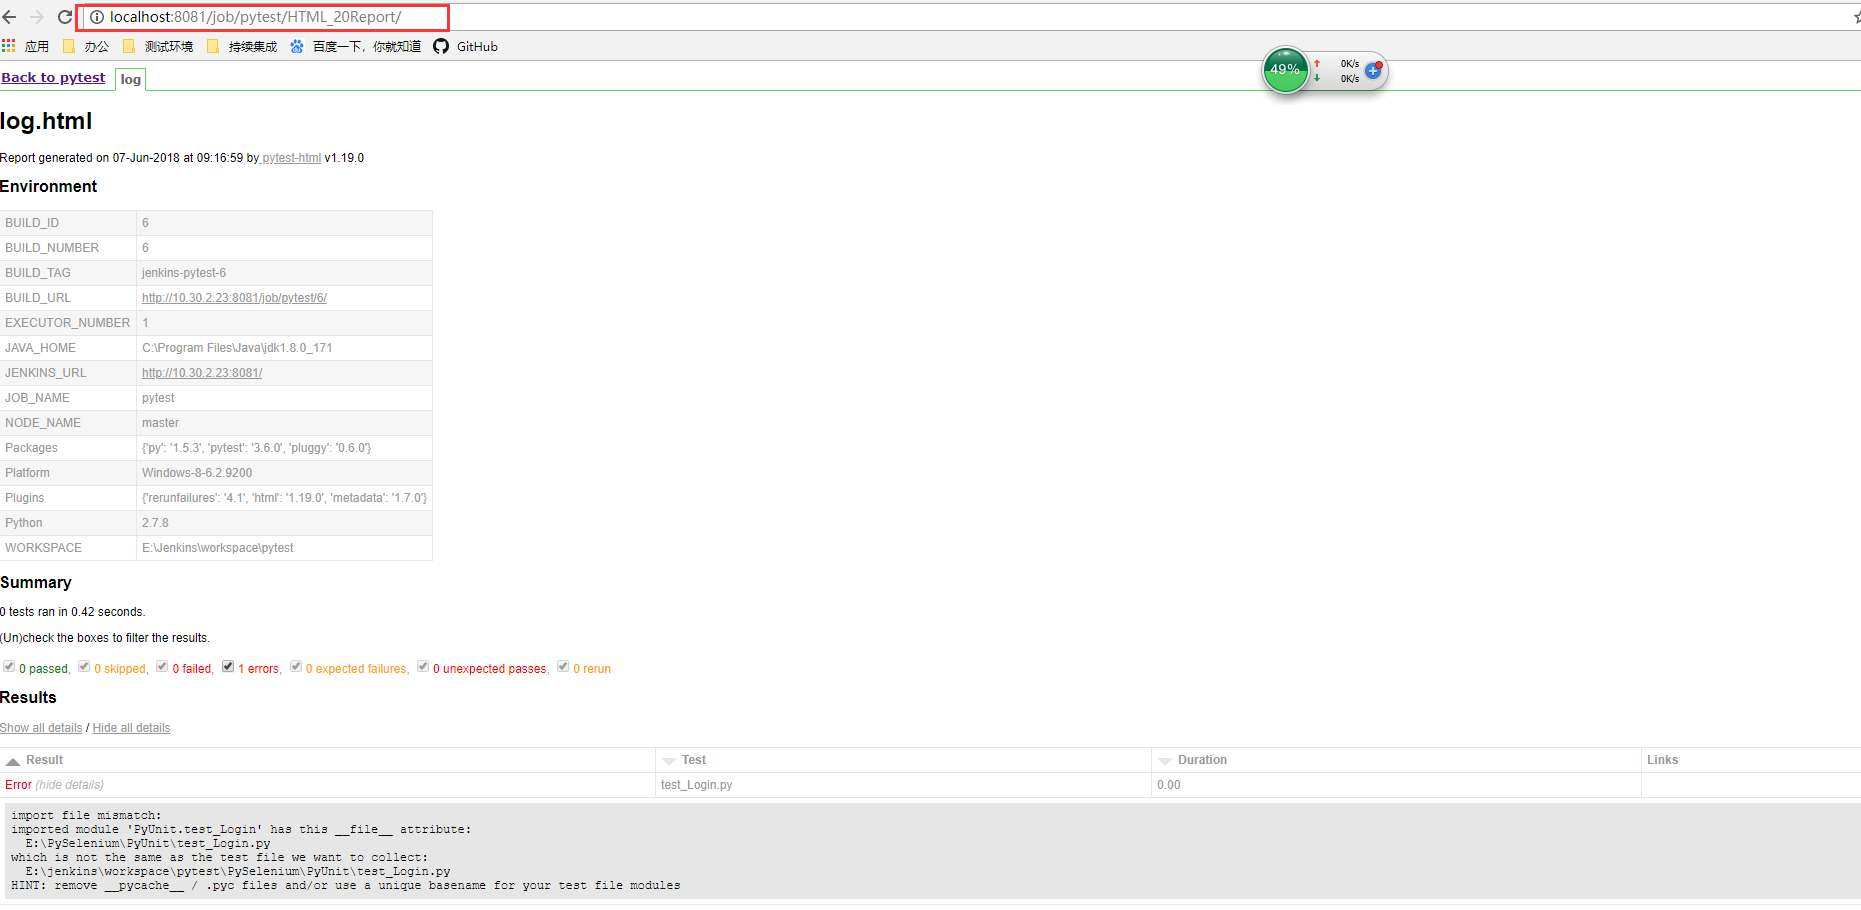 localhost:8081/job/pytest/HTML_20Report/
应用 办公 测试环境 持续集成 百度一下，你就知道 GitHub
49% 0K/s
0K/s
Back to pytest log
log.html
Report generated on 07-Jun-2018 at 09:16:59 by pytest-html v1.19.0
Environment
BUILD_ID 6
BUILD_NUMBER 6
BUILD_TAG jenkins-pytest-6
BUILD_URL http://10.30.2.23:8081/job/pytest/6/
EXECUTOR_NUMBER 1
JAVA_HOME C:\Program Files\Java\jdk1.8.0_171
JENKINS_URL http://10.30.2.23:8081/
JOB_NAME pytest
NODE_NAME master
Packages {'py': '1.5.3', 'pytest': '3.6.0', 'pluggy': '0.6.0'}
Platform Windows-8-6.2.9200
Plugins {'rerunfailures': '4.1', 'html': '1.19.0', 'metadata': '1.7.0'}
Python 2.7.8
WORKSPACE E:\Jenkins\workspace\pytest
Summary
0 tests ran in 0.42 seconds.
(Un)check the boxes to filter the results.
0 passed, 0 skipped, 0 failed, 1 errors, 0 expected failures, 0 unexpected passes, 0 rerun
Results
Show all details / Hide all details
Result Test Duration Links
Error (hide details) test_Login.py 0.00
import file mismatch:
imported module 'PyUnit.test_Login' has this __file__ attribute:
E:\PySelenium\PyUnit\test_Login.py
which is not the same as the test file we want to collect:
E:\jenkins\workspace\pytest\PySelenium\PyUnit\test_Login.py
HINT: remove __pycache__ / .pyc files and/or use a unique basename for your test file modules